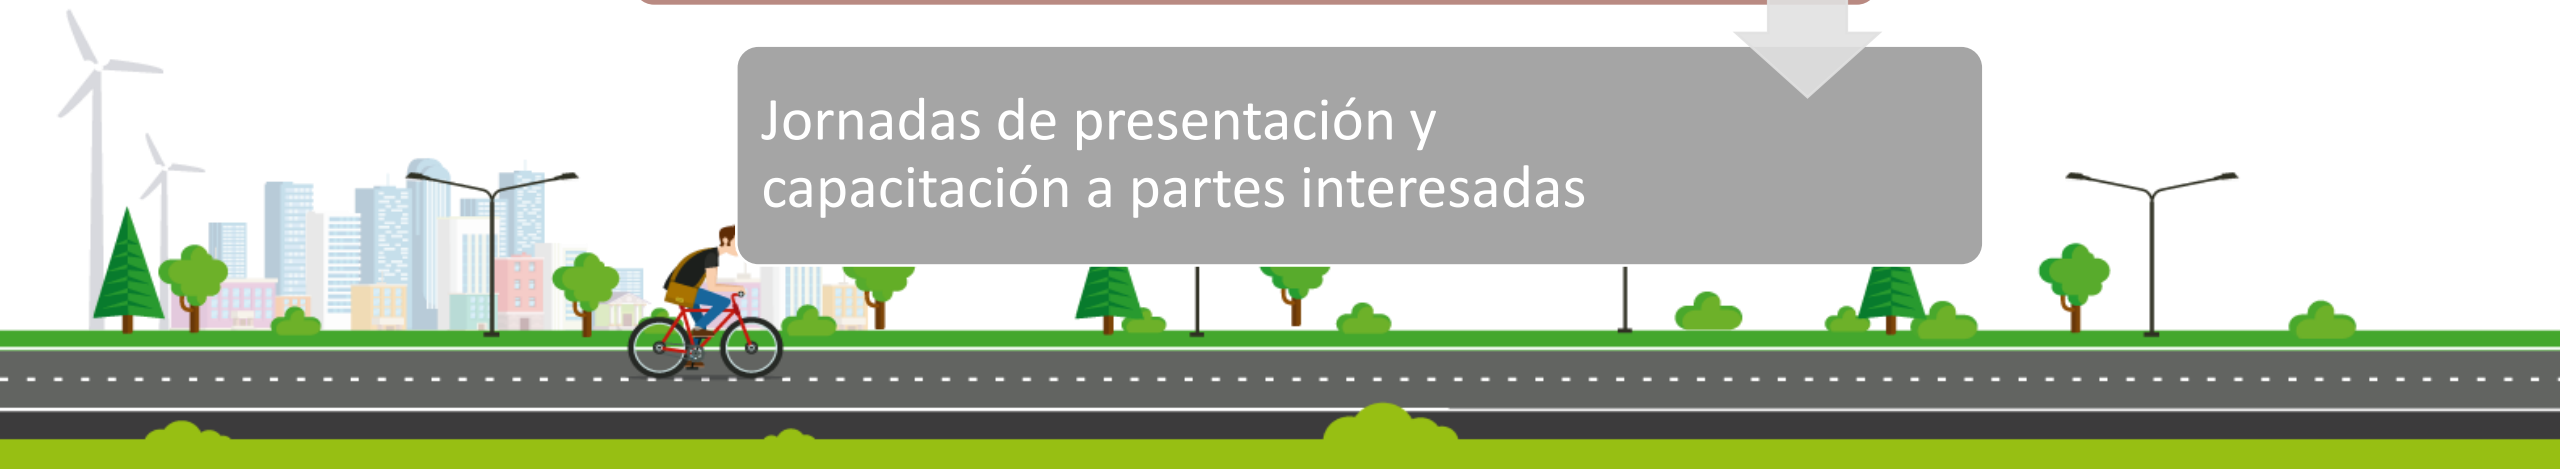 Jornadas de presentación y
capacitación a partes interesadas